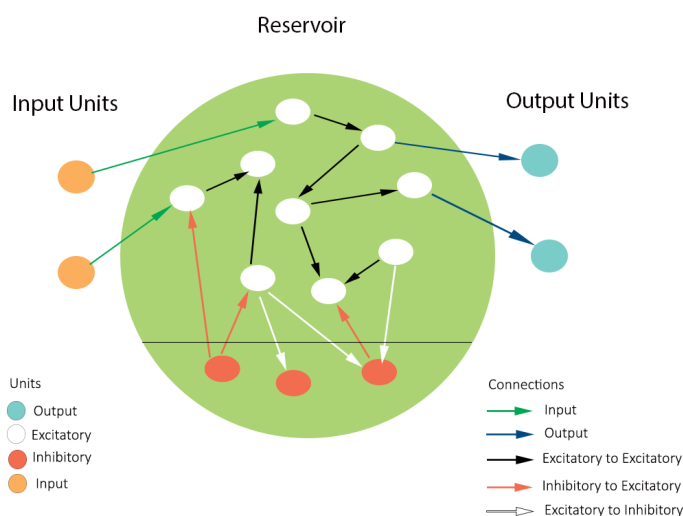 Reservoir
Input Units
Output Units
Units
Output
Excitatory
Inhibitory
Input
Connections
Input
Output
Excitatory to Excitatory
Inhibitory to Excitatory
Excitatory to Inhibitory